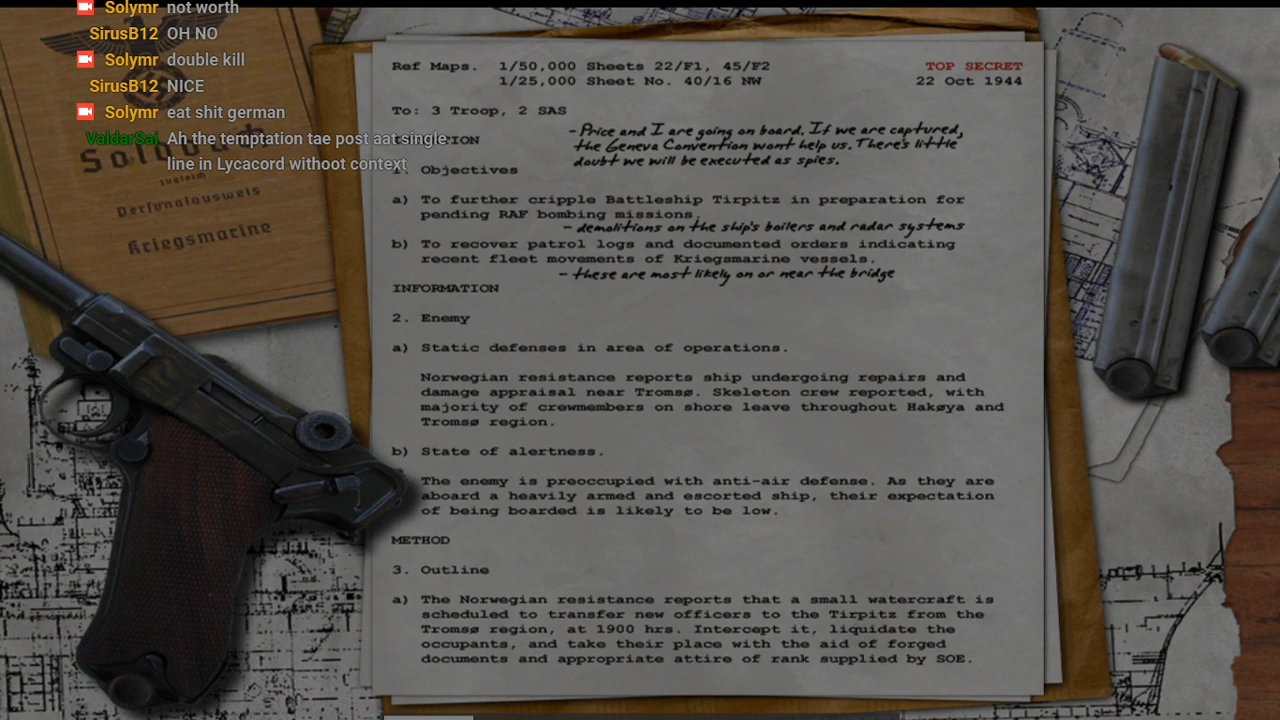 Solymr not worth
SirusB12 OH NO
Solymr double kill
SirusB12 NICE
Solymr eat shit german
ValdarSai Ah the temptation tae post aat single
line in Lycacord withoot context
Soldbuch
zugleich
Personalausweis
Kriegsmarine
Ref Maps. 1/50,000 Sheets 22/F1, 45/F2
1/25,000 Sheet No. 40/16 NW
TOP SECRET
22 Oct 1944
To: 3 Troop, 2 SAS
- Price and I are going on board. If we are captured,
the Geneva Convention wont help us. There's little
doubt we will be executed as spies.
1. Objectives
a) To further cripple Battleship Tirpitz in preparation for
pending RAF bombing missions.
- demolitions on the ship's boilers and radar systems
b) To recover patrol logs and documented orders indicating
recent fleet movements of Kriegsmarine vessels.
- these are most likely on or near the bridge
INFORMATION
2. Enemy
a) Static defenses in area of operations.
Norwegian resistance reports ship undergoing repairs and
damage appraisal near Tromsø. Skeleton crew reported, with
majority of crewmembers on shore leave throughout Hakøya and
Tromsø region.
b) State of alertness.
The enemy is preoccupied with anti-air defense. As they are
aboard a heavily armed and escorted ship, their expectation
of being boarded is likely to be low.
METHOD
3. Outline
a) The Norwegian resistance reports that a small watercraft is
scheduled to transfer new officers to the Tirpitz from the
Tromsø region, at 1900 hrs. Intercept it, liquidate the
occupants, and take their place with the aid of forged
documents and appropriate attire of rank supplied by SOE.